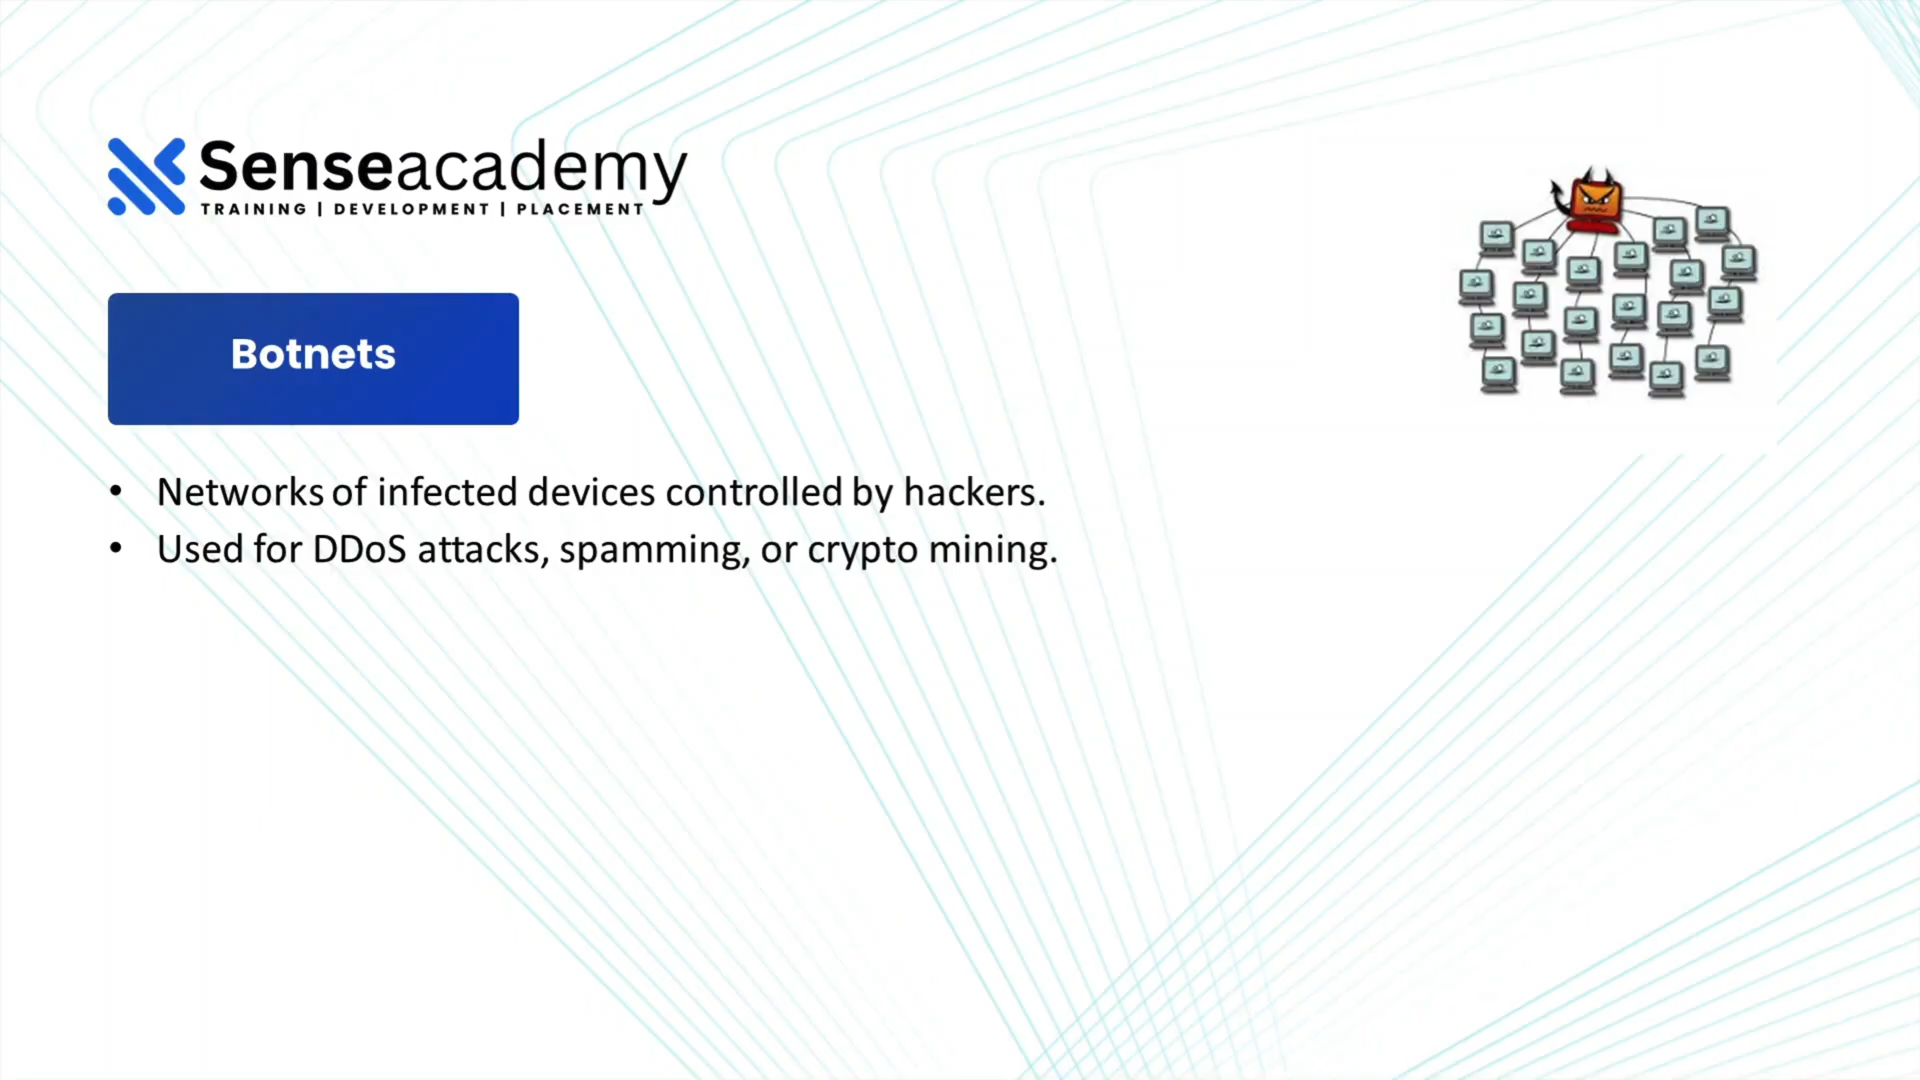 Senseacademy
TRAINING | DEVELOPMENT | PLACEMENT
Botnets
• Networks of infected devices controlled by hackers.
• Used for DDoS attacks, spamming, or crypto mining.